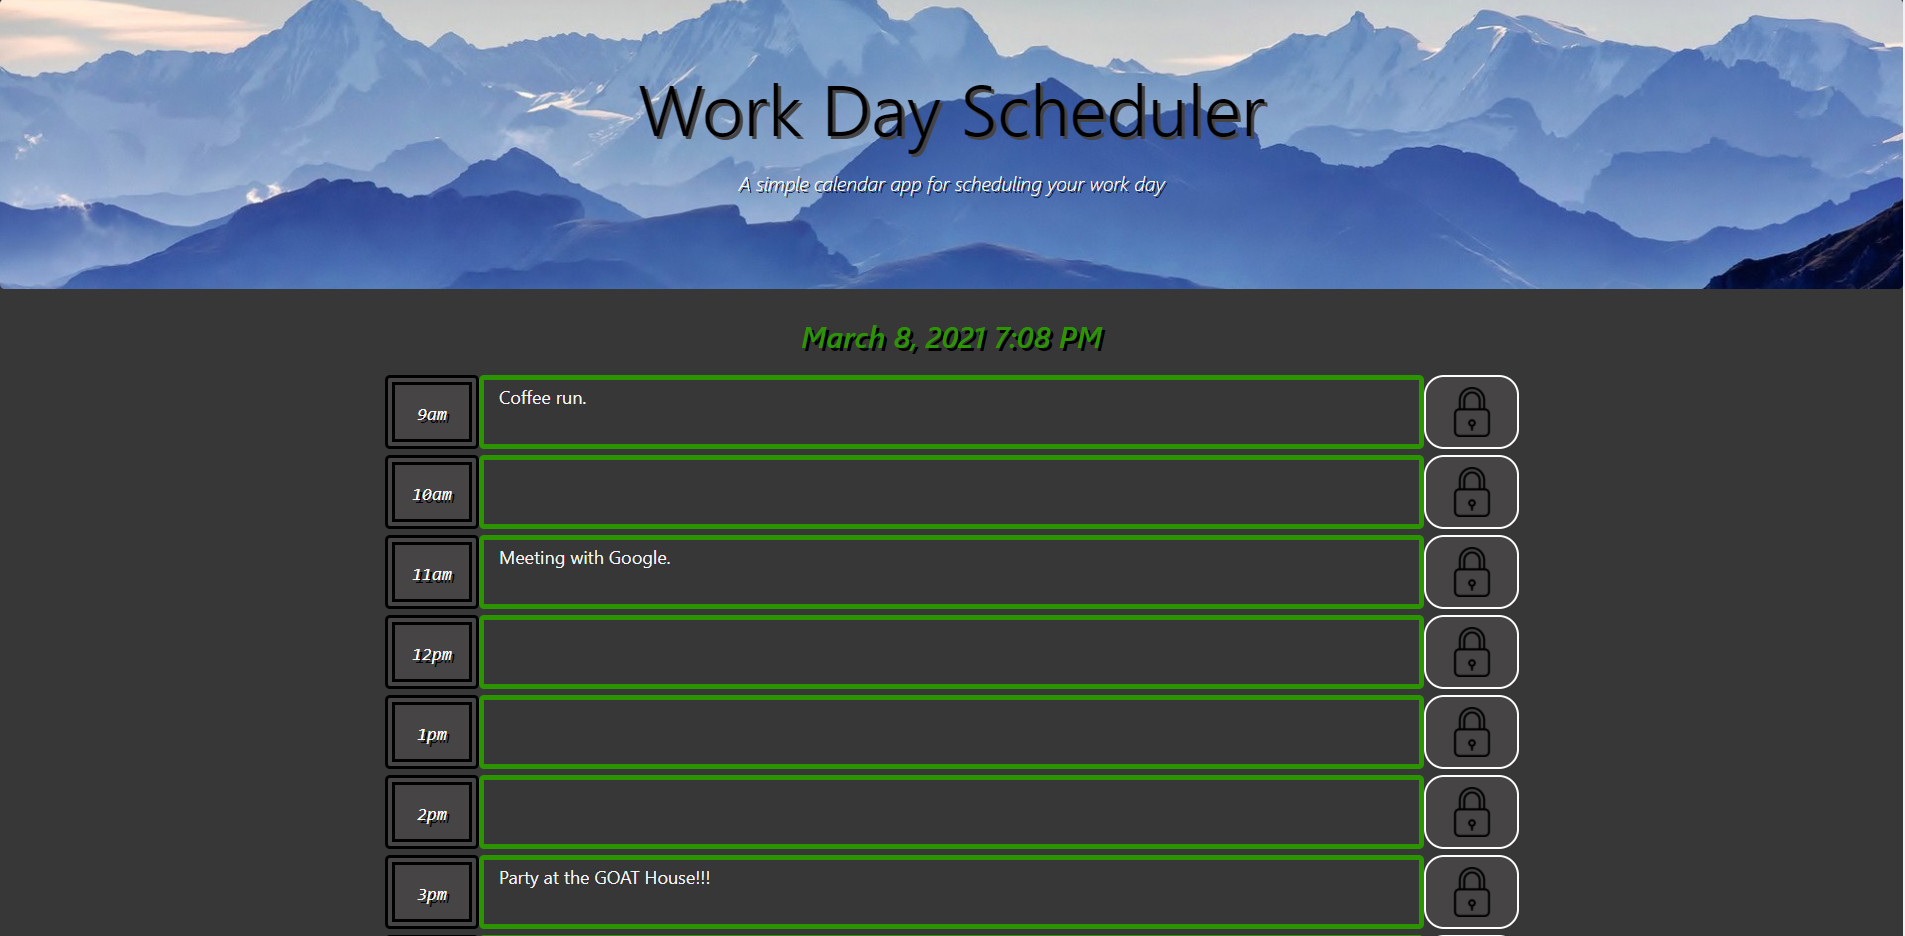 Work Day Scheduler
A simple calendar app for scheduling your work day
March 8, 2021 7:08 PM
9am Coffee run.
10am
11am Meeting with Google.
12pm
1pm
2pm
3pm Party at the GOAT House!!!